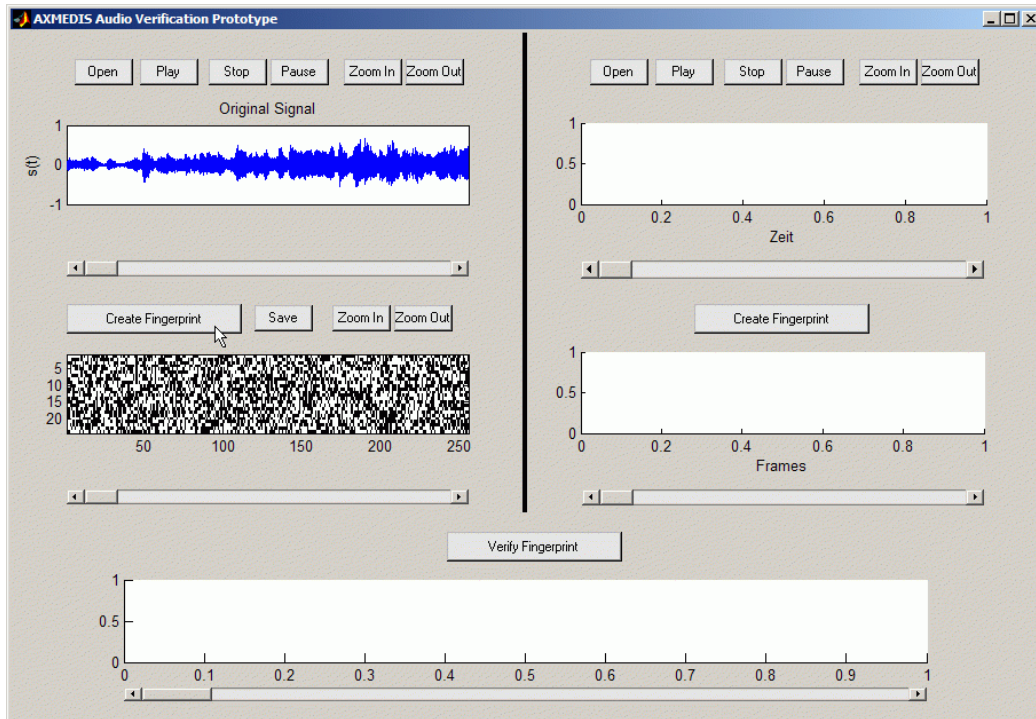 AXMEDIS Audio Verification Prototype
Open Play Stop Pause Zoom In Zoom Out
Original Signal
1
0
-1
s(t)
Create Fingerprint Save Zoom In Zoom Out
5
10
15
20
50 100 150 200 250
Open Play Stop Pause Zoom In Zoom Out
1
0.5
0
0 0.2 0.4 0.6 0.8 1
Zeit
Create Fingerprint
1
0.5
0
0 0.2 0.4 0.6 0.8 1
Frames
Verify Fingerprint
1
0.5
0
0 0.1 0.2 0.3 0.4 0.5 0.6 0.7 0.8 0.9 1